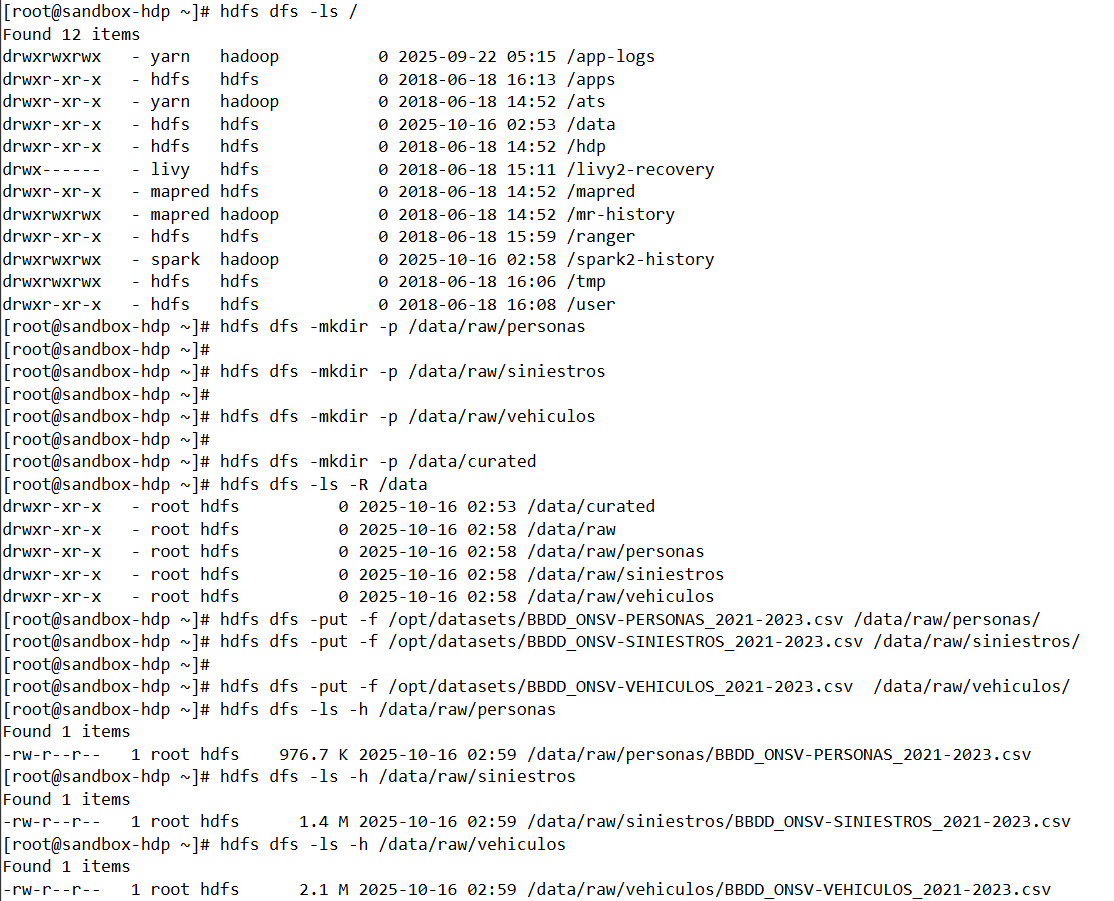 [root@sandbox-hdp ~]# hdfs dfs -ls /
Found 12 items
drwxrwxrwx   - yarn   hadoop          0 2025-09-22 05:15 /app-logs
drwxr-xr-x   - hdfs   hdfs            0 2018-06-18 16:13 /apps
drwxr-xr-x   - yarn   hadoop          0 2018-06-18 14:52 /ats
drwxr-xr-x   - hdfs   hdfs            0 2025-10-16 02:53 /data
drwxr-xr-x   - hdfs   hdfs            0 2018-06-18 14:52 /hdp
drwx------   - livy   hdfs            0 2018-06-18 15:11 /livy2-recovery
drwxr-xr-x   - mapred hdfs            0 2018-06-18 14:52 /mapred
drwxrwxrwx   - mapred hadoop          0 2018-06-18 14:52 /mr-history
drwxr-xr-x   - hdfs   hdfs            0 2018-06-18 15:59 /ranger
drwxrwxrwx   - spark  hadoop          0 2025-10-16 02:58 /spark2-history
drwxrwxrwx   - hdfs   hdfs            0 2018-06-18 16:06 /tmp
drwxr-xr-x   - hdfs   hdfs            0 2018-06-18 16:08 /user
[root@sandbox-hdp ~]# hdfs dfs -mkdir -p /data/raw/personas
[root@sandbox-hdp ~]#
[root@sandbox-hdp ~]# hdfs dfs -mkdir -p /data/raw/siniestros
[root@sandbox-hdp ~]#
[root@sandbox-hdp ~]# hdfs dfs -mkdir -p /data/raw/vehiculos
[root@sandbox-hdp ~]#
[root@sandbox-hdp ~]# hdfs dfs -mkdir -p /data/curated
[root@sandbox-hdp ~]# hdfs dfs -ls -R /data
drwxr-xr-x   - root hdfs          0 2025-10-16 02:53 /data/curated
drwxr-xr-x   - root hdfs          0 2025-10-16 02:58 /data/raw
drwxr-xr-x   - root hdfs          0 2025-10-16 02:58 /data/raw/personas
drwxr-xr-x   - root hdfs          0 2025-10-16 02:58 /data/raw/siniestros
drwxr-xr-x   - root hdfs          0 2025-10-16 02:58 /data/raw/vehiculos
[root@sandbox-hdp ~]# hdfs dfs -put -f /opt/datasets/BBDD_ONSV-PERSONAS_2021-2023.csv /data/raw/personas/
[root@sandbox-hdp ~]# hdfs dfs -put -f /opt/datasets/BBDD_ONSV-SINIESTROS_2021-2023.csv /data/raw/siniestros/
[root@sandbox-hdp ~]#
[root@sandbox-hdp ~]# hdfs dfs -put -f /opt/datasets/BBDD_ONSV-VEHICULOS_2021-2023.csv  /data/raw/vehiculos/
[root@sandbox-hdp ~]# hdfs dfs -ls -h /data/raw/personas
Found 1 items
-rw-r--r--   1 root hdfs    976.7 K 2025-10-16 02:59 /data/raw/personas/BBDD_ONSV-PERSONAS_2021-2023.csv
[root@sandbox-hdp ~]# hdfs dfs -ls -h /data/raw/siniestros
Found 1 items
-rw-r--r--   1 root hdfs      1.4 M 2025-10-16 02:59 /data/raw/siniestros/BBDD_ONSV-SINIESTROS_2021-2023.csv
[root@sandbox-hdp ~]# hdfs dfs -ls -h /data/raw/vehiculos
Found 1 items
-rw-r--r--   1 root hdfs      2.1 M 2025-10-16 02:59 /data/raw/vehiculos/BBDD_ONSV-VEHICULOS_2021-2023.csv